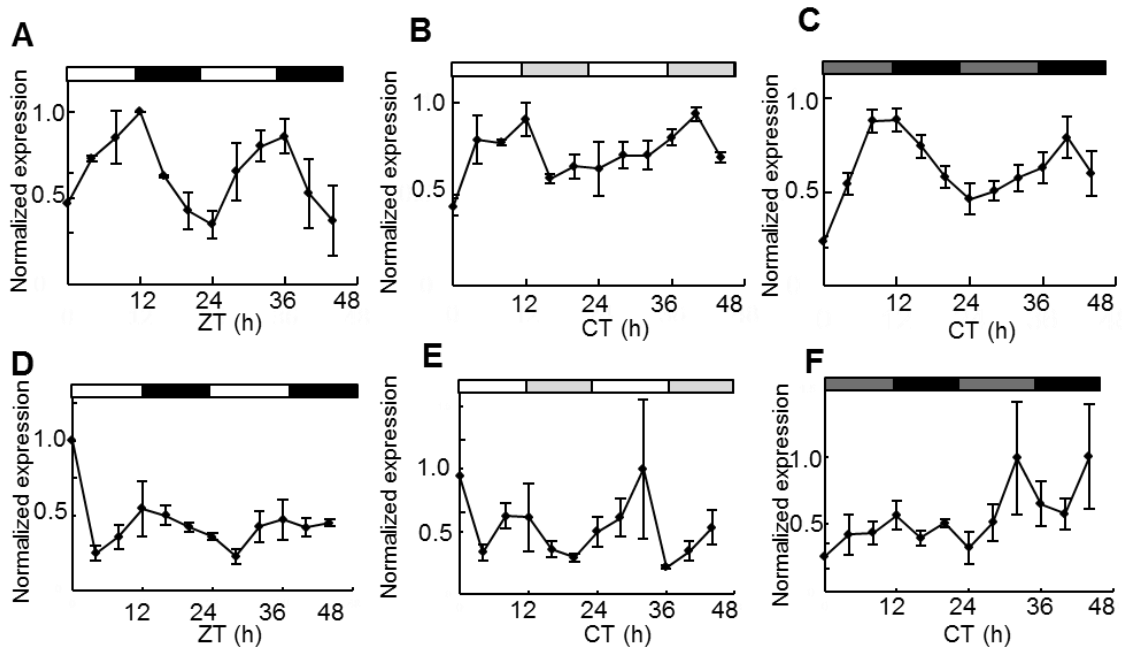 A
Normalized expression
1.0
0.5
12
24
36
48
ZT (h)
B
Normalized expression
1.0
0.5
12
24
36
48
CT (h)
C
Normalized expression
1.0
0.5
12
24
36
48
CT (h)
D
Normalized expression
1.0
0.5
12
24
36
48
ZT (h)
E
Normalized expression
1.0
0.5
12
24
36
48
CT (h)
F
Normalized expression
1.0
0.5
12
24
36
48
CT (h)